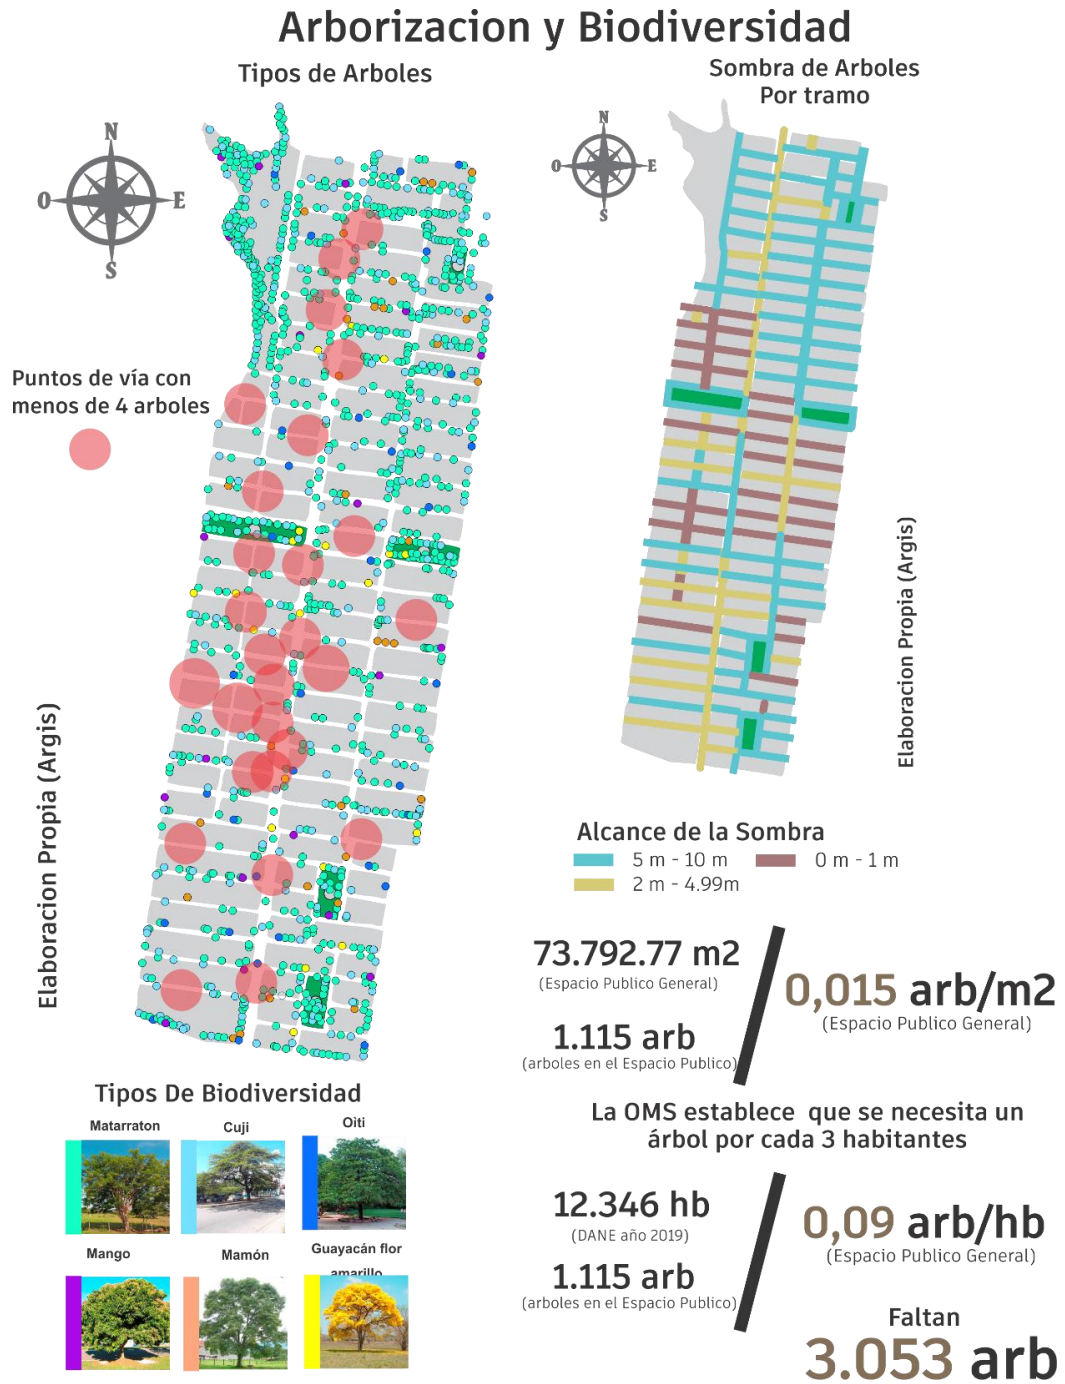 Arborizacion y Biodiversidad
Tipos de Arboles
N
O
E
S
Puntos de vía con
menos de 4 arboles
Elaboracion Propia (Argis)
Sombra de Arboles
Por tramo
N
O
E
S
Elaboracion Propia (Argis)
Alcance de la Sombra
5 m - 10 m
0 m - 1 m
2 m - 4.99m
73.792.77 m2
(Espacio Publico General)
1.115 arb
(arboles en el Espacio Publico)
0,015 arb/m2
(Espacio Publico General)
La OMS establece que se necesita un
árbol por cada 3 habitantes
12.346 hb
(DANE año 2019)
1.115 arb
(arboles en el Espacio Publico)
0,09 arb/hb
(Espacio Publico General)
Faltan
3.053 arb
Tipos De Biodiversidad
Matarraton
Cuji
Oiti
Mango
Mamón
Guayacán flor
amarillo